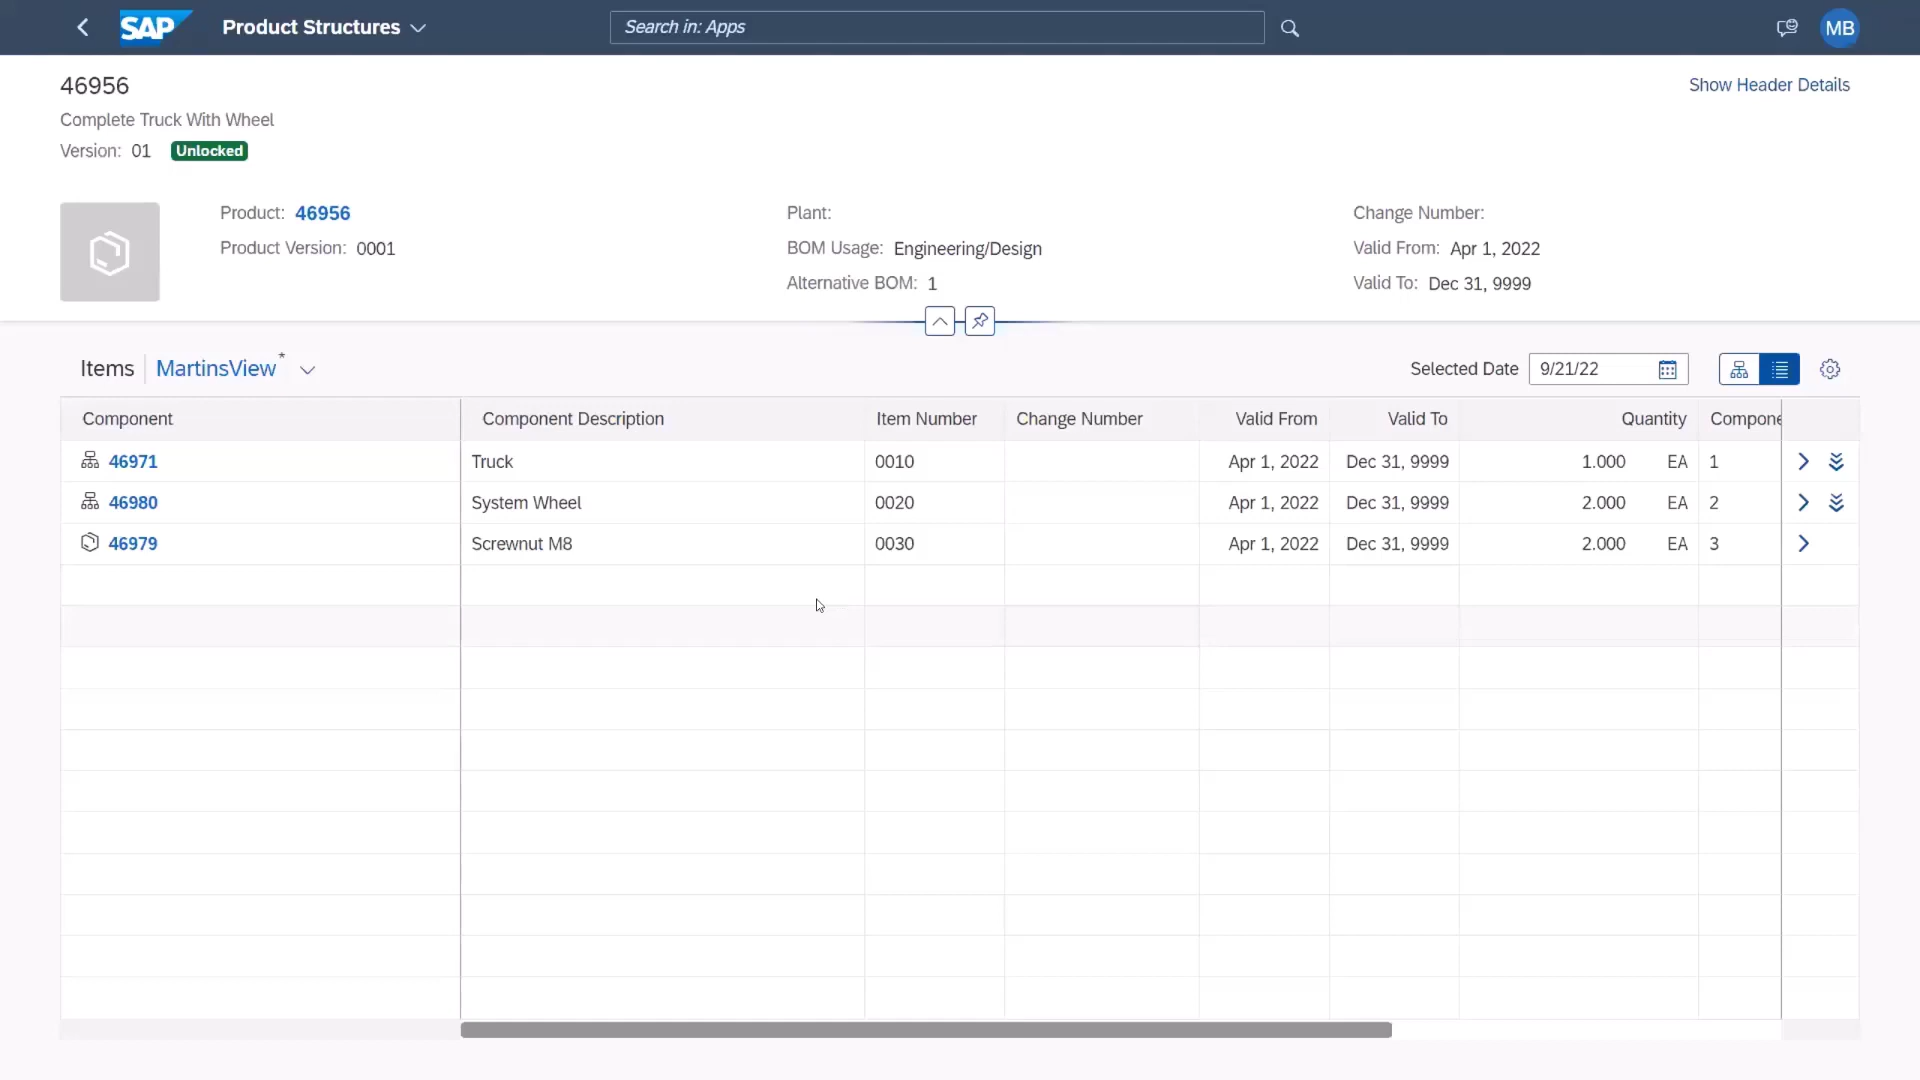 SAP Product Structures Search in: Apps MB
46956 Show Header Details
Complete Truck With Wheel
Version: 01 Unlocked
Product: 46956 Plant: Change Number:
Product Version: 0001 BOM Usage: Engineering/Design Valid From: Apr 1, 2022
Alternative BOM: 1 Valid To: Dec 31, 9999
Items MartinsView * Selected Date 9/21/22
Component Component Description Item Number Change Number Valid From Valid To Quantity Compone
46971 Truck 0010 Apr 1, 2022 Dec 31, 9999 1.000 EA 1
46980 System Wheel 0020 Apr 1, 2022 Dec 31, 9999 2.000 EA 2
46979 Screwnut M8 0030 Apr 1, 2022 Dec 31, 9999 2.000 EA 3